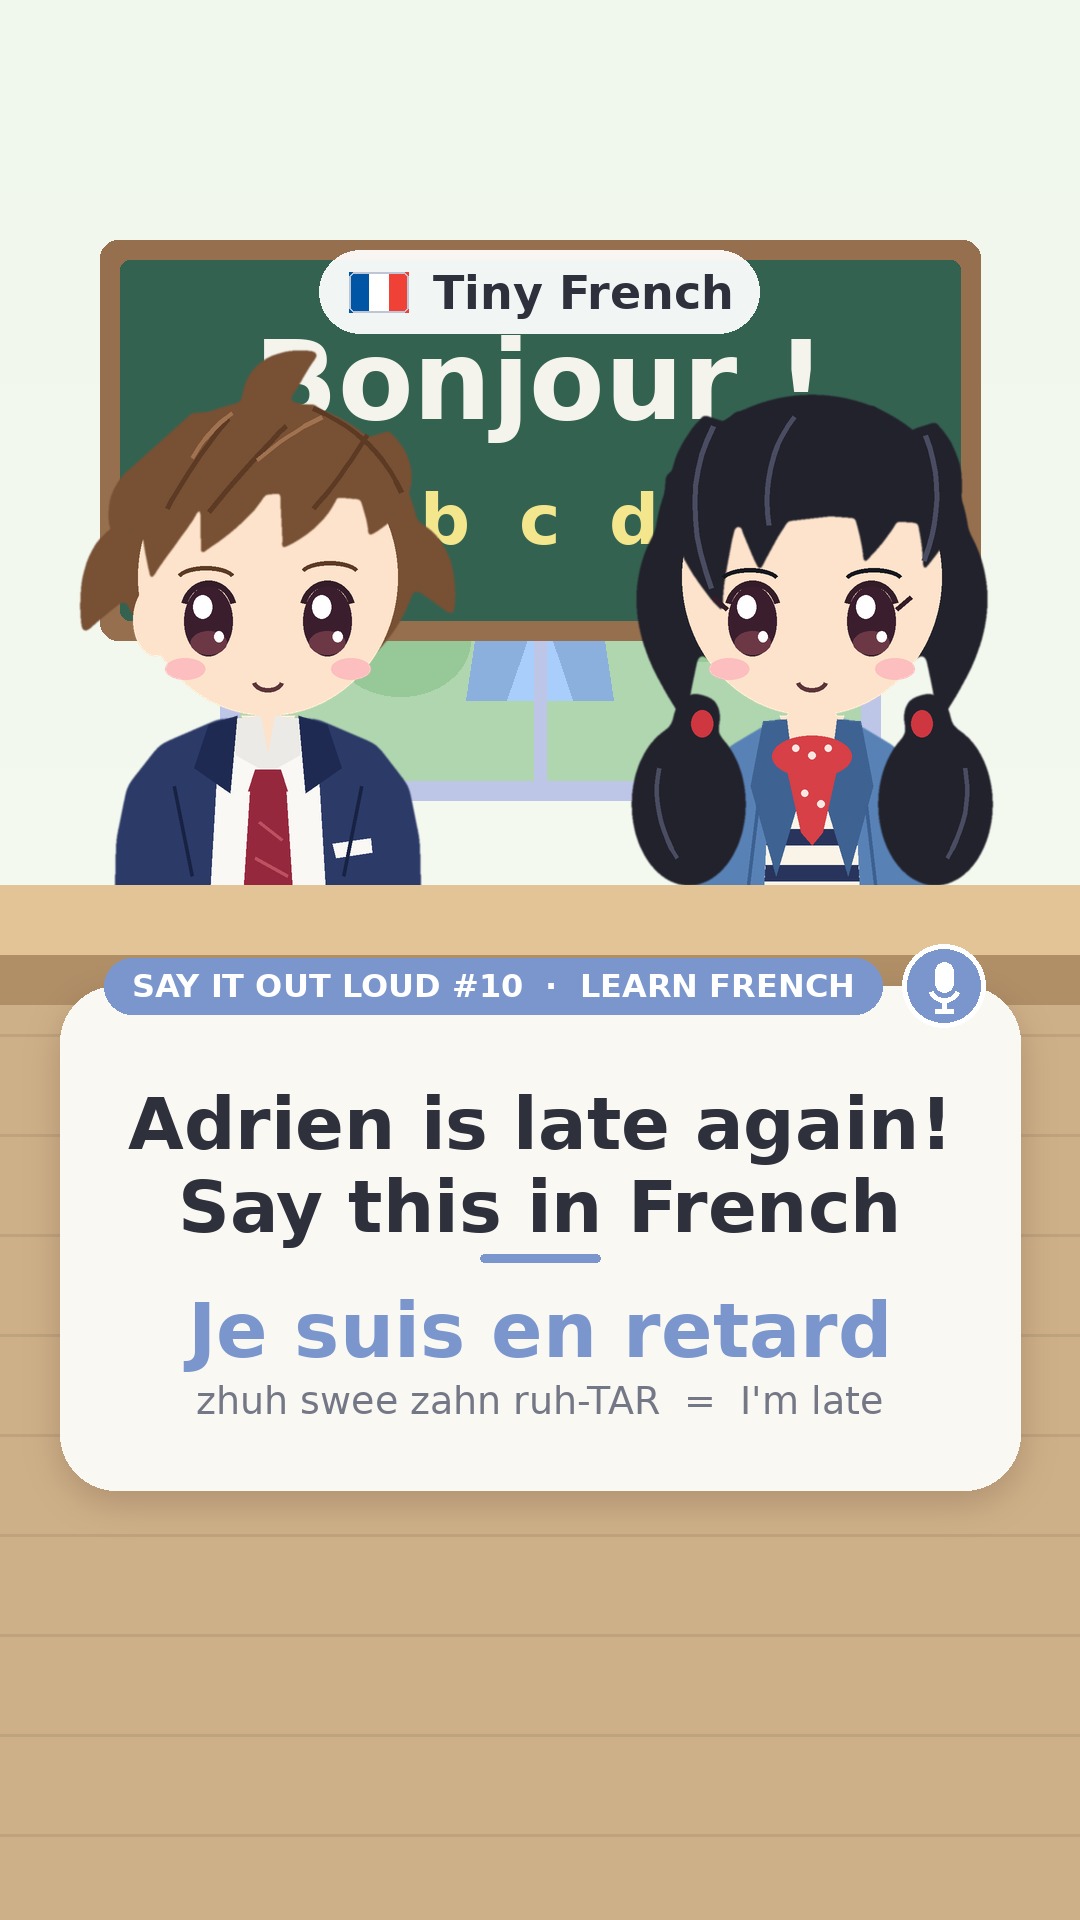 Tiny French
Bonjour !
b c d
SAY IT OUT LOUD #10 · LEARN FRENCH
Adrien is late again!
Say this in French
Je suis en retard
zhuh swee zahn ruh-TAR = I'm late